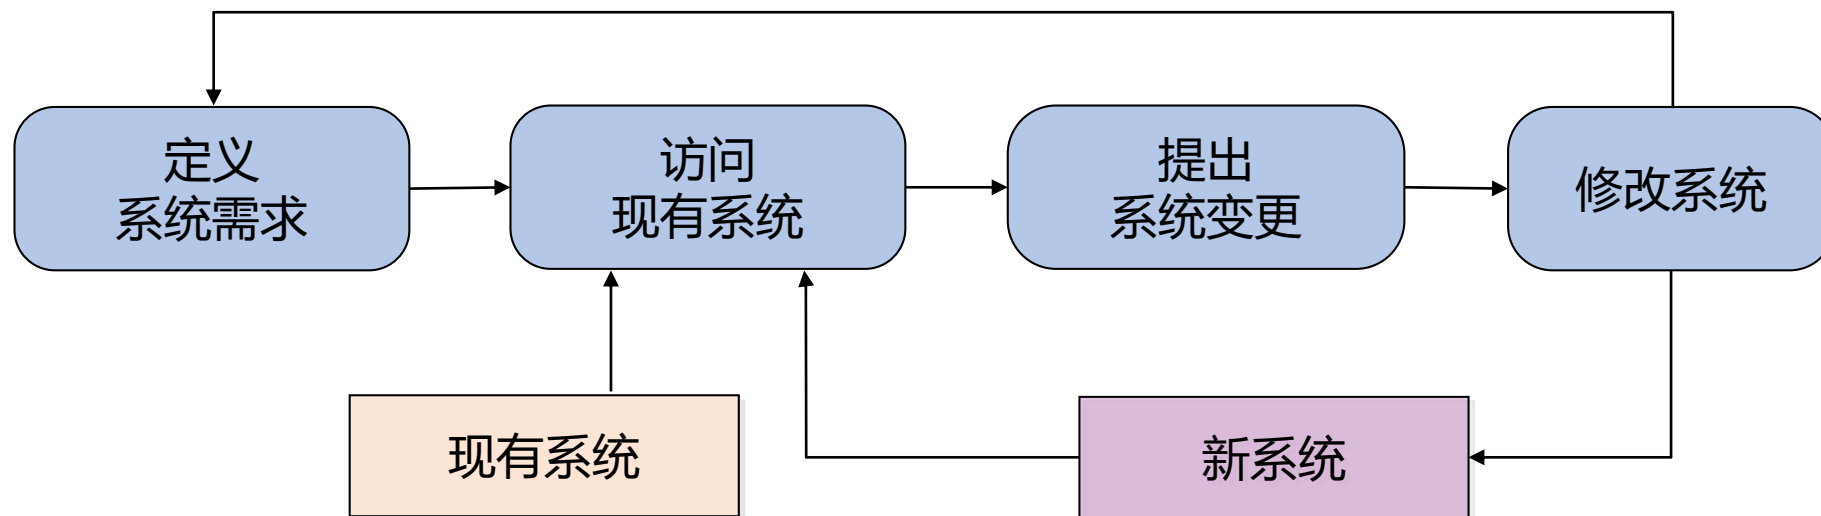 定义
系统需求
访问
现有系统
提出
系统变更
修改系统
现有系统
新系统